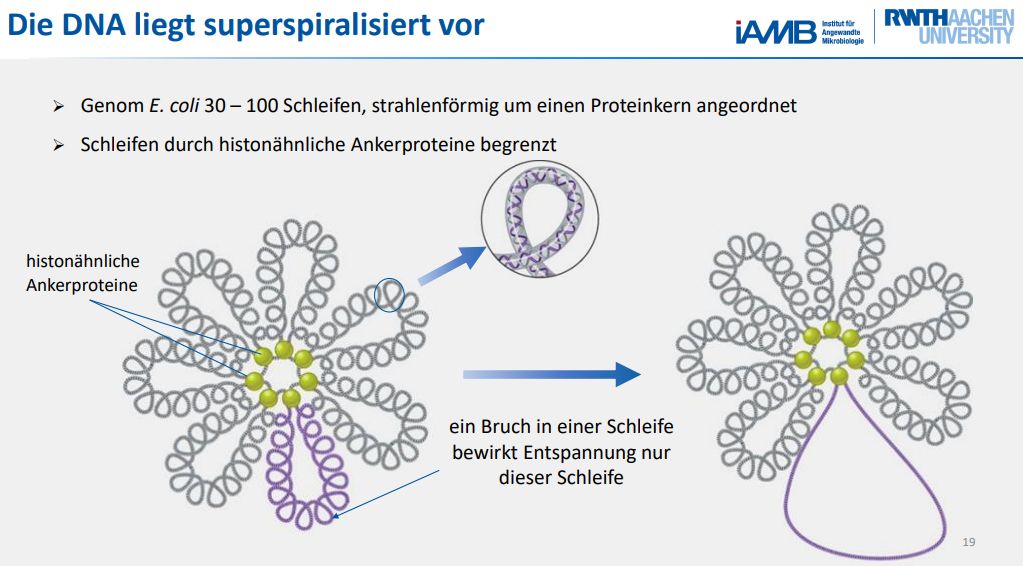 Die DNA liegt superspiralisiert vor
iAMB
Institut für
Angewandte
Mikrobiologie
RWTHAACHEN
UNIVERSITY
➢ Genom E. coli 30 – 100 Schleifen, strahlenförmig um einen Proteinkern angeordnet
➢ Schleifen durch histonähnliche Ankerproteine begrenzt
histonähnliche
Ankerproteine
ein Bruch in einer Schleife
bewirkt Entspannung nur
dieser Schleife
19